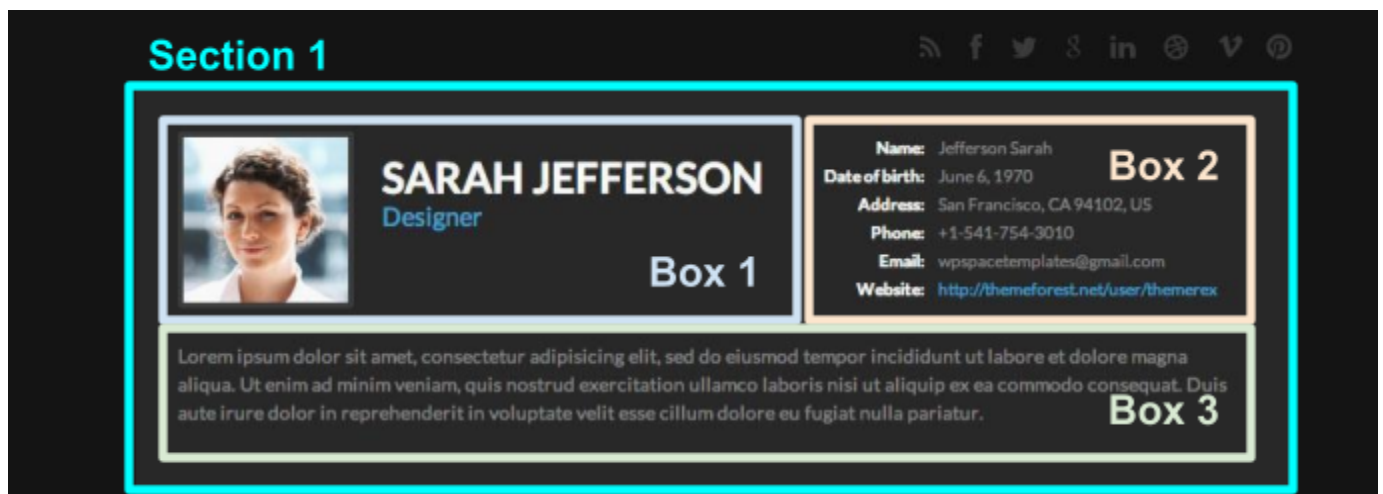 Section 1
SARAH JEFFERSON
Designer
Box 1
Name: Jefferson Sarah
Date of birth: June 6, 1970
Address: San Francisco, CA 94102, US
Phone: +1-541-754-3010
Email: wpspacetemplates@gmail.com
Website: http://themeforest.net/user/themerex
Box 2
Lorem ipsum dolor sit amet, consectetur adipisicing elit, sed do eiusmod tempor incididunt ut labore et dolore magna
aliqua. Ut enim ad minim veniam, quis nostrud exercitation ullamco laboris nisi ut aliquip ex ea commodo consequat. Duis
aute irure dolor in reprehenderit in voluptate velit esse cillum dolore eu fugiat nulla pariatur.
Box 3